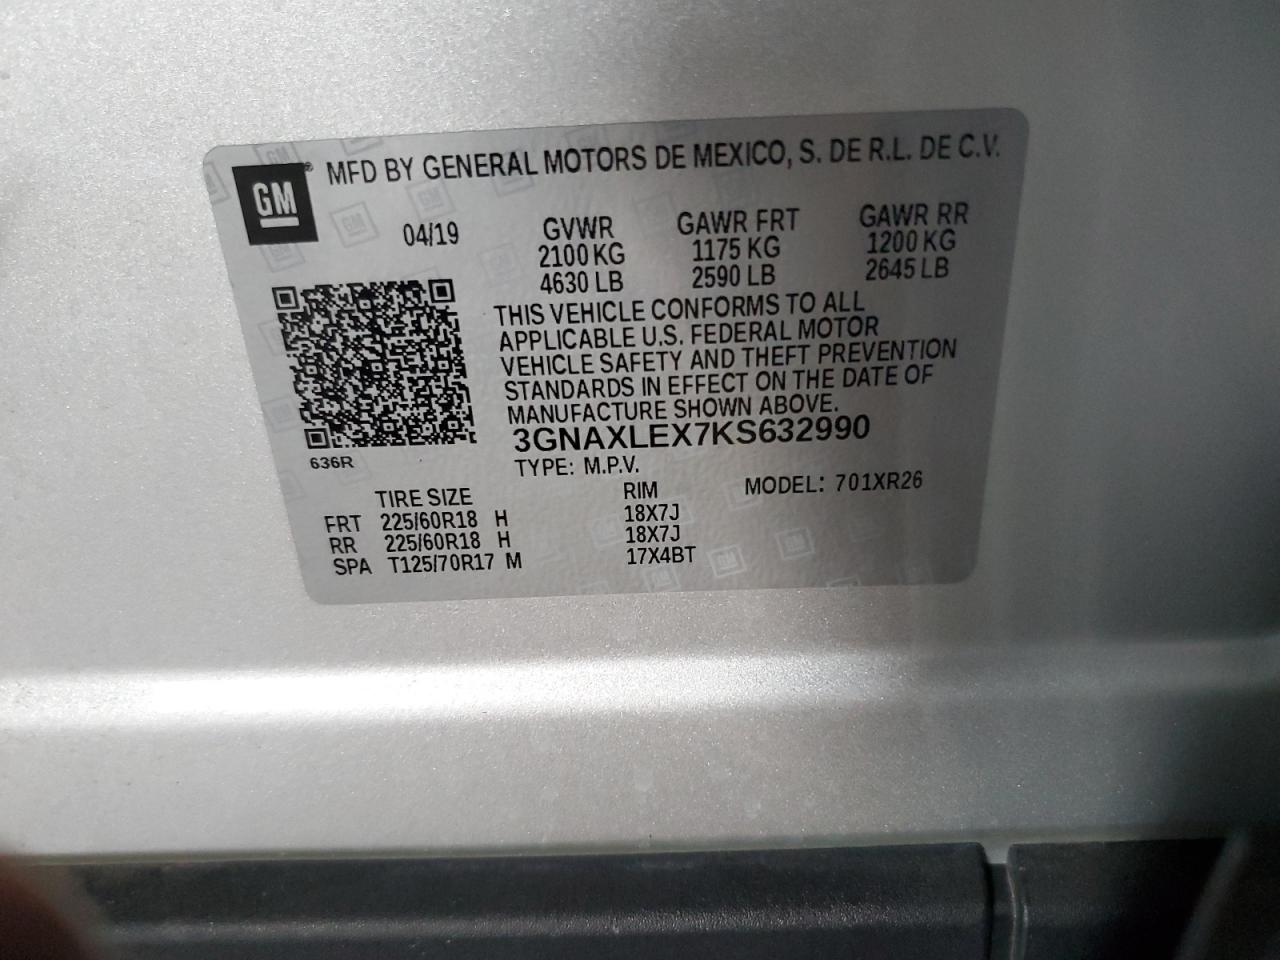 GM® MFD BY GENERAL MOTORS DE MEXICO, S. DE R.L. DE C.V.
04/19 GVWR GAWR FRT GAWR RR
2100 KG 1175 KG 1200 KG
4630 LB 2590 LB 2645 LB
THIS VEHICLE CONFORMS TO ALL
APPLICABLE U.S. FEDERAL MOTOR
VEHICLE SAFETY AND THEFT PREVENTION
STANDARDS IN EFFECT ON THE DATE OF
MANUFACTURE SHOWN ABOVE.
3GNAXLEX7KS632990
636R
TYPE: M.P.V.
TIRE SIZE RIM MODEL: 701XR26
FRT 225/60R18 H 18X7J
RR 225/60R18 H 18X7J
SPA T125/70R17 M 17X4BT